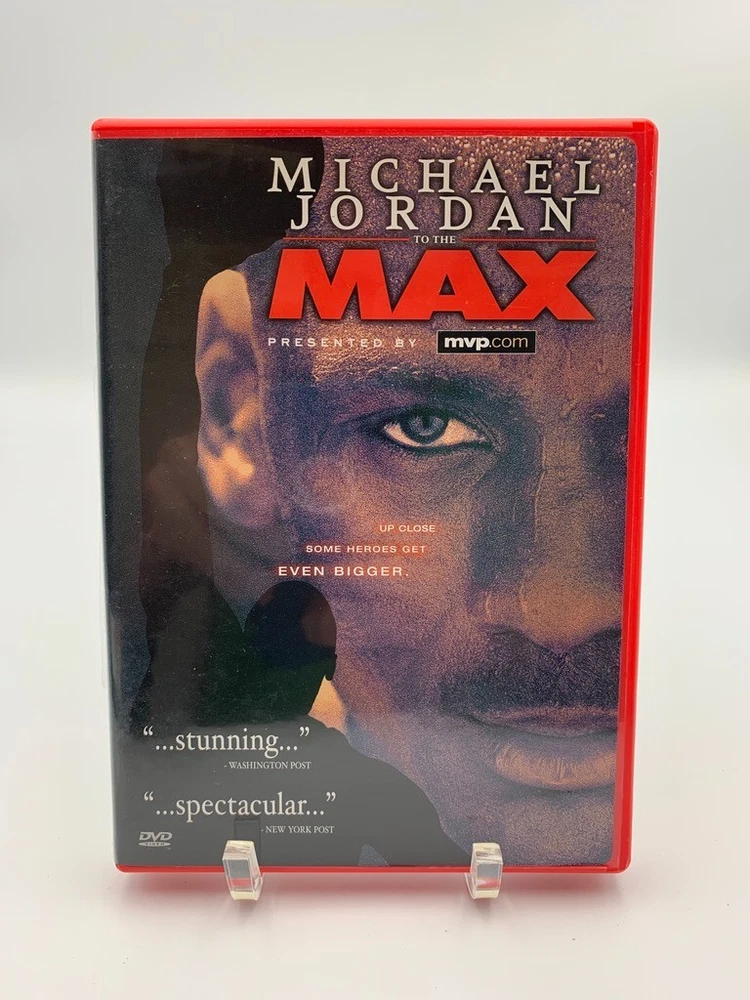 MICHAEL
JORDAN
TO THE
MAX
PRESENTED BY mvp.com
UP CLOSE
SOME HEROES GET
EVEN BIGGER.
“...stunning...”
- WASHINGTON POST
“...spectacular...”
- NEW YORK POST
DVD
VIDEO